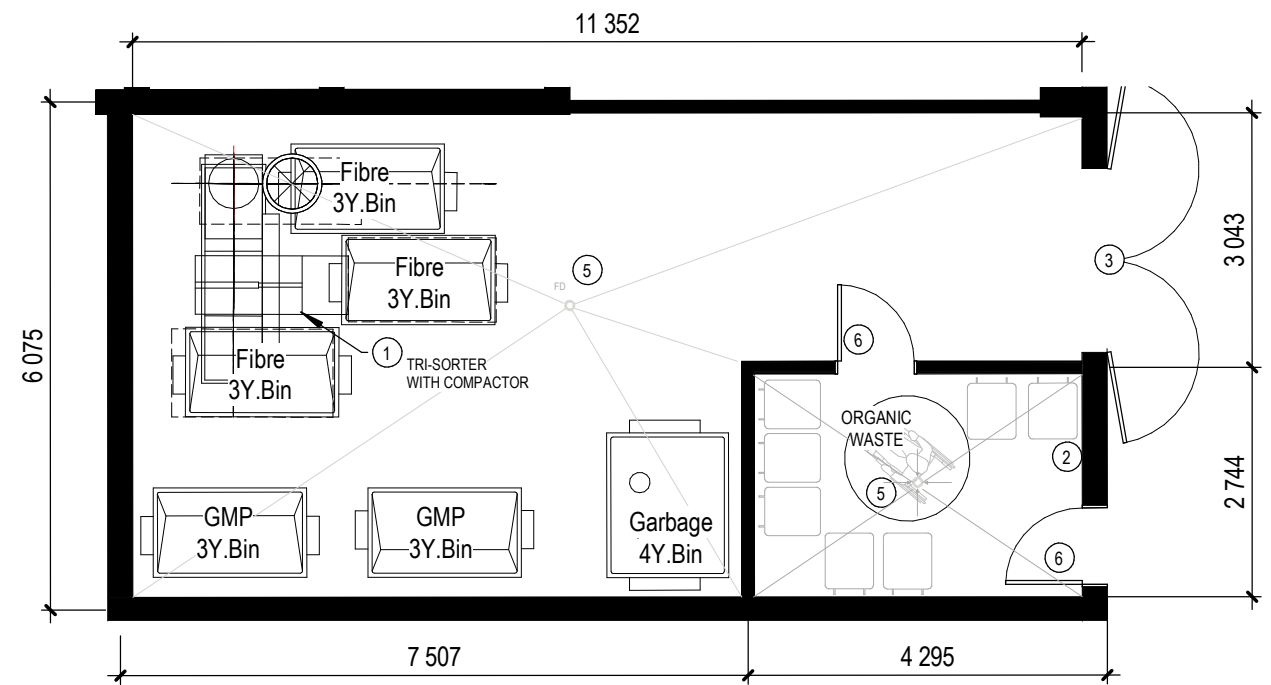 11 352
6 075
3 043
2 744
7 507
4 295
Fibre
3Y.Bin
Fibre
3Y.Bin
Fibre
3Y.Bin
FD
5
3
6
1
TRI-SORTER
WITH COMPACTOR
ORGANIC
WASTE
2
5
6
GMP
3Y.Bin
GMP
3Y.Bin
Garbage
4Y.Bin